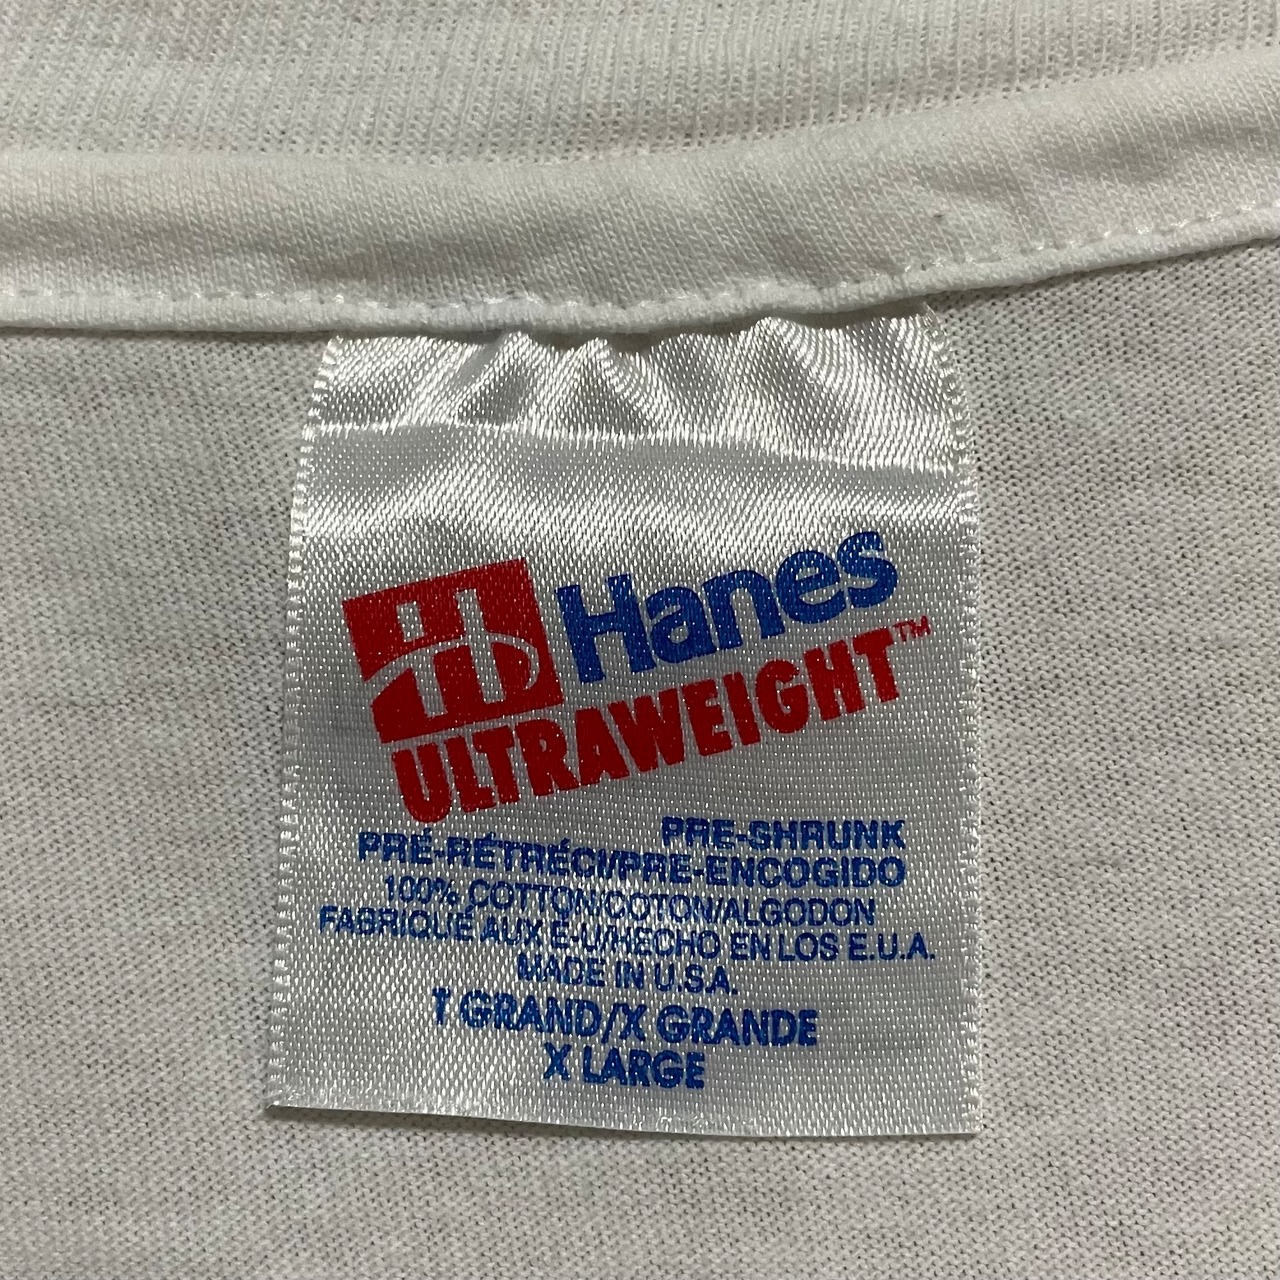 Hanes
ULTRAWEIGHT™
PRE-SHRUNK
PRÉ-RÉTRÉCI/PRE-ENCOGIDO
100% COTTON/COTON/ALGODON
FABRIQUÉ AUX É-U/HECHO EN LOS E.U.A.
MADE IN U.S.A.
T GRAND/X GRANDE
X LARGE